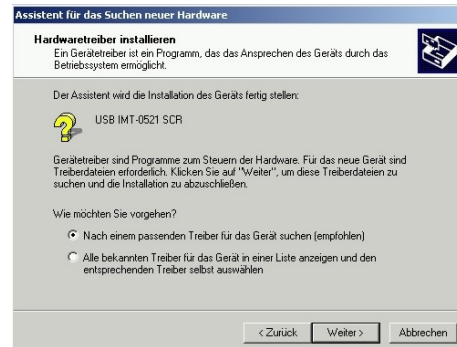 Assistent für das Suchen neuer Hardware
Hardwaretreiber installieren
Ein Gerätetreiber ist ein Programm, das das Ansprechen des Geräts durch das
Betriebssystem ermöglicht.
Der Assistent wird die Installation des Geräts fertig stellen:
USB IMT-0521 SCR
Gerätetreiber sind Programme zum Steuern der Hardware. Für das neue Gerät sind
Treiberdateien erforderlich. Klicken Sie auf "Weiter", um diese Treiberdateien zu
suchen und die Installation zu abzuschließen.
Wie möchten Sie vorgehen?
Nach einem passenden Treiber für das Gerät suchen (empfohlen)
Alle bekannten Treiber für das Gerät in einer Liste anzeigen und den
entsprechenden Treiber selbst auswählen
< Zurück Weiter > Abbrechen